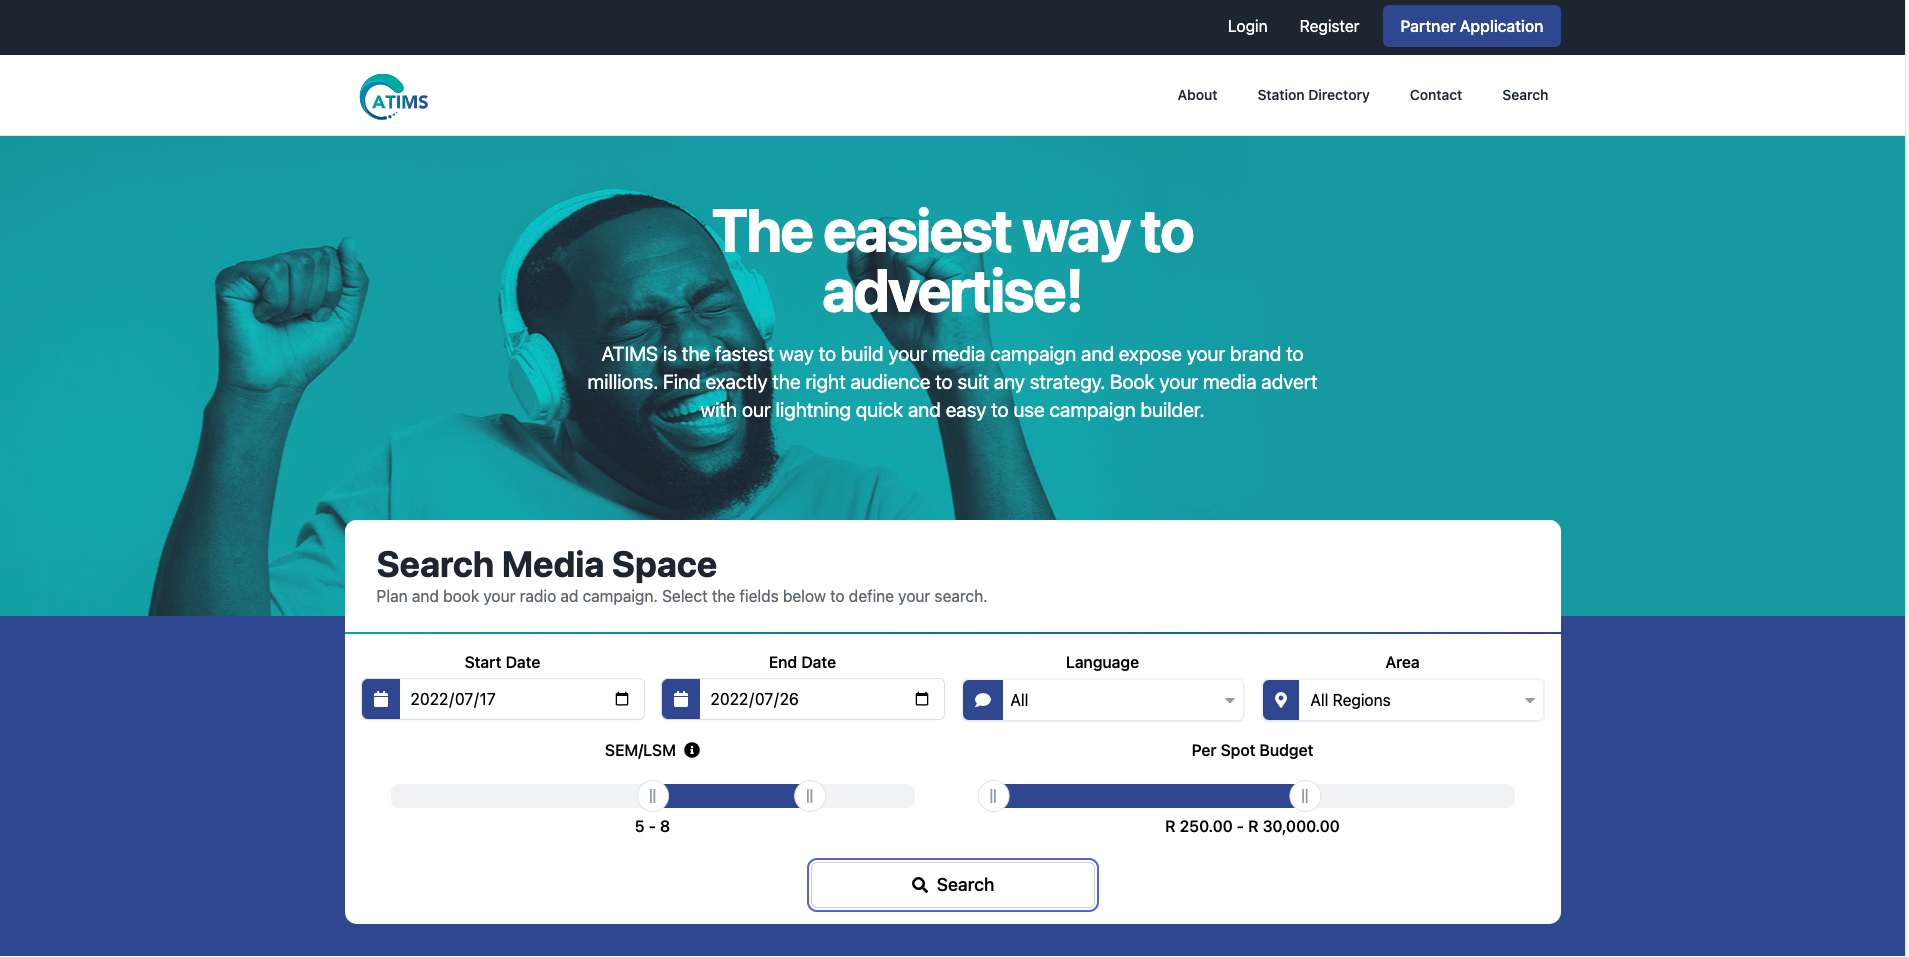 Login Register Partner Application
ATIMS About Station Directory Contact Search
The easiest way to
advertise!
ATIMS is the fastest way to build your media campaign and expose your brand to
millions. Find exactly the right audience to suit any strategy. Book your media advert
with our lightning quick and easy to use campaign builder.
Search Media Space
Plan and book your radio ad campaign. Select the fields below to define your search.
Start Date End Date Language Area
2022/07/17 2022/07/26 All All Regions
SEM/LSM Per Spot Budget
5 - 8 R 250.00 - R 30,000.00
Search